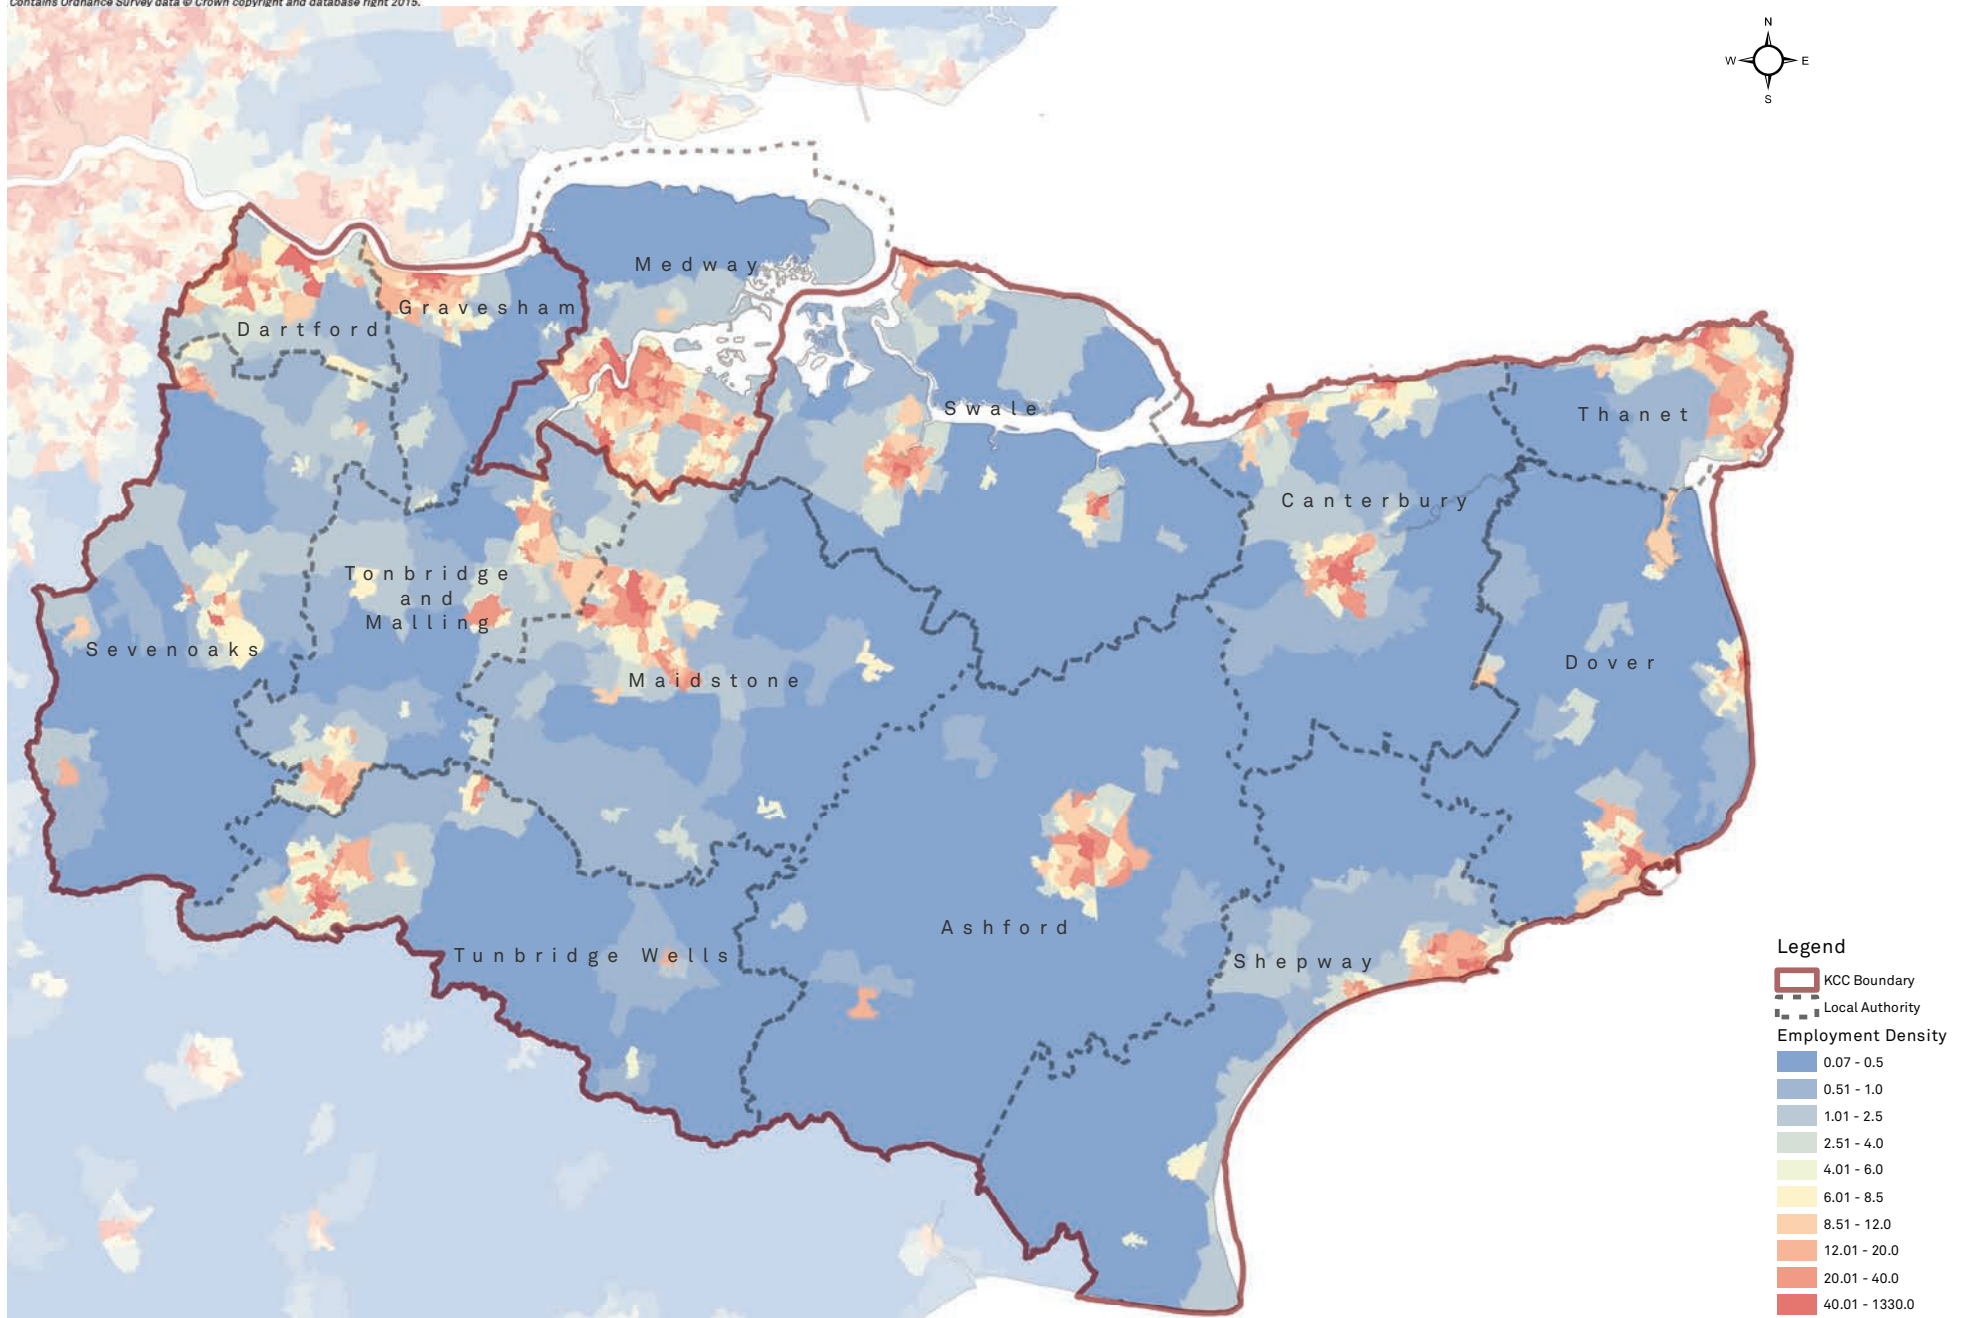 Contains Ordnance Survey data © Crown copyright and database right 2015.
N
W E
S
Medway
Gravesham
Dartford
Swale
Thanet
Canterbury
Tonbridge
and
Malling
Sevenoaks
Maidstone
Dover
Ashford
Tunbridge Wells
Shepway
Legend
KCC Boundary
Local Authority
Employment Density
0.07 - 0.5
0.51 - 1.0
1.01 - 2.5
2.51 - 4.0
4.01 - 6.0
6.01 - 8.5
8.51 - 12.0
12.01 - 20.0
20.01 - 40.0
40.01 - 1330.0